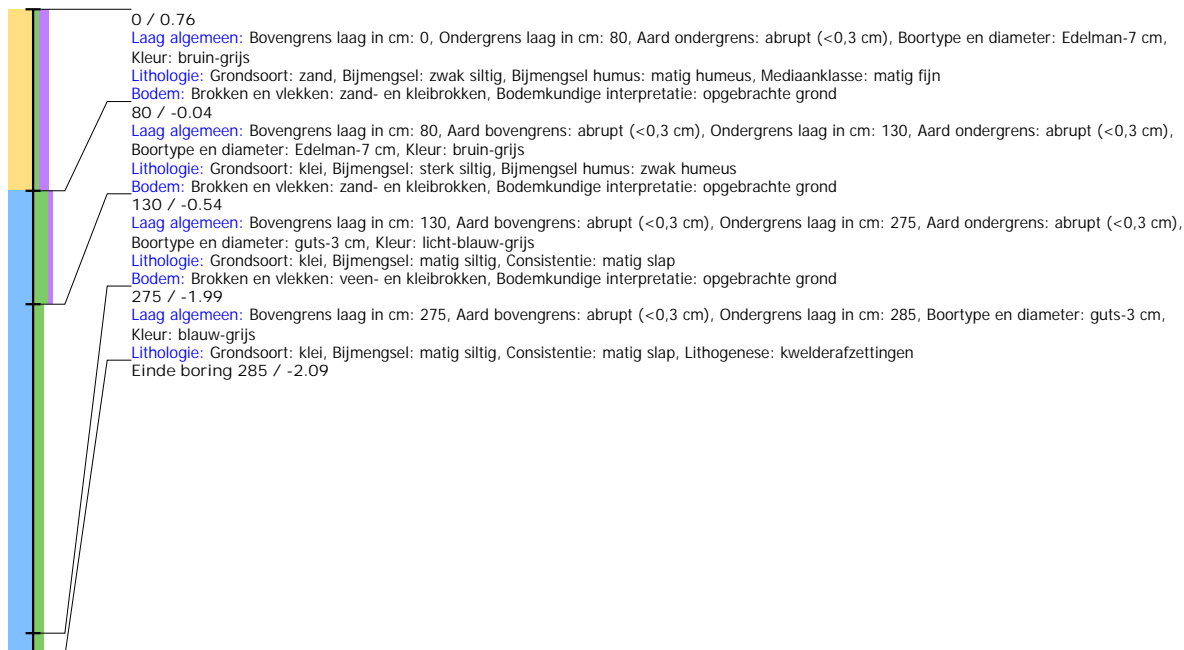 0 / 0.76
Laag algemeen: Bovengrens laag in cm: 0, Ondergrens laag in cm: 80, Aard ondergrens: abrupt (<0,3 cm), Boortype en diameter: Edelman-7 cm,
Kleur: bruin-grijs
Lithologie: Grondsoort: zand, Bijmengsel: zwak siltig, Bijmengsel humus: matig humeus, Mediaanklasse: matig fijn
Bodem: Brokken en vlekken: zand- en kleibrokken, Bodemkundige interpretatie: opgebrachte grond
80 / -0.04
Laag algemeen: Bovengrens laag in cm: 80, Aard bovengrens: abrupt (<0,3 cm), Ondergrens laag in cm: 130, Aard ondergrens: abrupt (<0,3 cm),
Boortype en diameter: Edelman-7 cm, Kleur: bruin-grijs
Lithologie: Grondsoort: klei, Bijmengsel: sterk siltig, Bijmengsel humus: zwak humeus
Bodem: Brokken en vlekken: zand- en kleibrokken, Bodemkundige interpretatie: opgebrachte grond
130 / -0.54
Laag algemeen: Bovengrens laag in cm: 130, Aard bovengrens: abrupt (<0,3 cm), Ondergrens laag in cm: 275, Aard ondergrens: abrupt (<0,3 cm),
Boortype en diameter: guts-3 cm, Kleur: licht-blauw-grijs
Lithologie: Grondsoort: klei, Bijmengsel: matig siltig, Consistentie: matig slap
Bodem: Brokken en vlekken: veen- en kleibrokken, Bodemkundige interpretatie: opgebrachte grond
275 / -1.99
Laag algemeen: Bovengrens laag in cm: 275, Aard bovengrens: abrupt (<0,3 cm), Ondergrens laag in cm: 285, Boortype en diameter: guts-3 cm,
Kleur: blauw-grijs
Lithologie: Grondsoort: klei, Bijmengsel: matig siltig, Consistentie: matig slap, Lithogenese: kwelderafzettingen
Einde boring 285 / -2.09